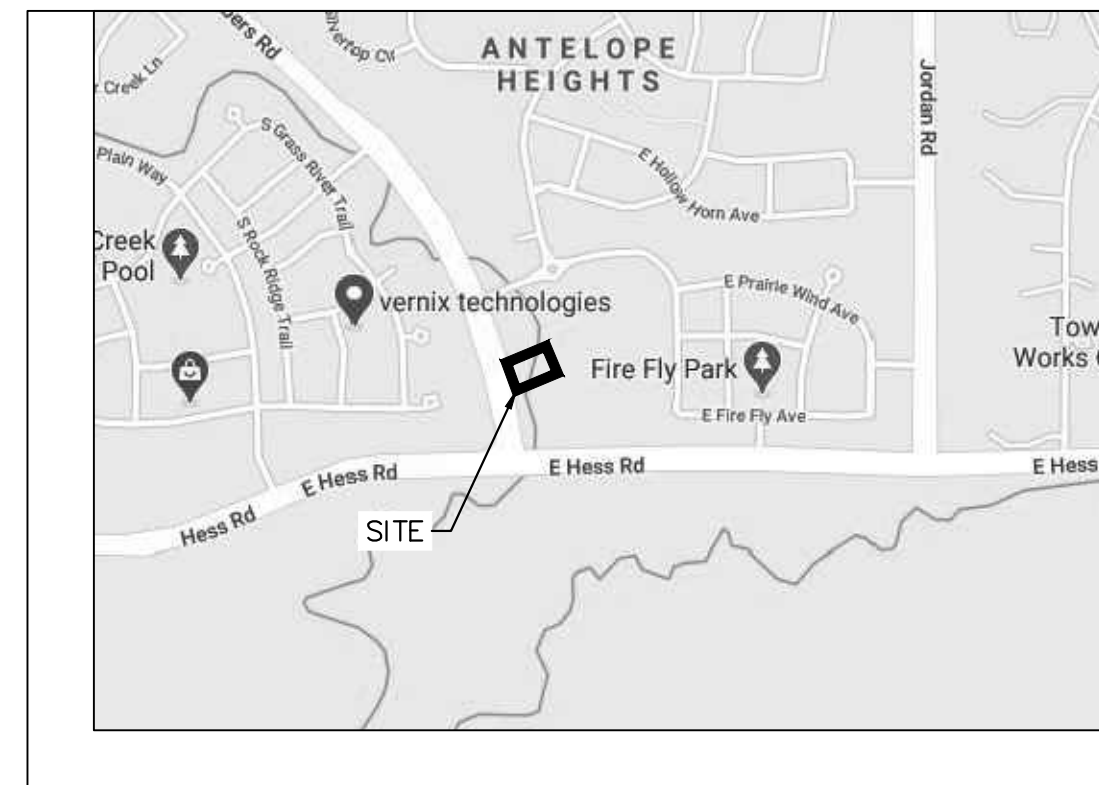 ANTELOPE
HEIGHTS
Jordan Rd
Creek Ln
S Grass River Trail
Plain Way
E Hollow Horn Ave
S Rock Ridge Trail
Creek
Pool
vernix technologies
E Prairie Wind Ave
Fire Fly Park
E Fire Fly Ave
E Hess Rd
E Hess Rd
E Hess
Hess Rd
SITE